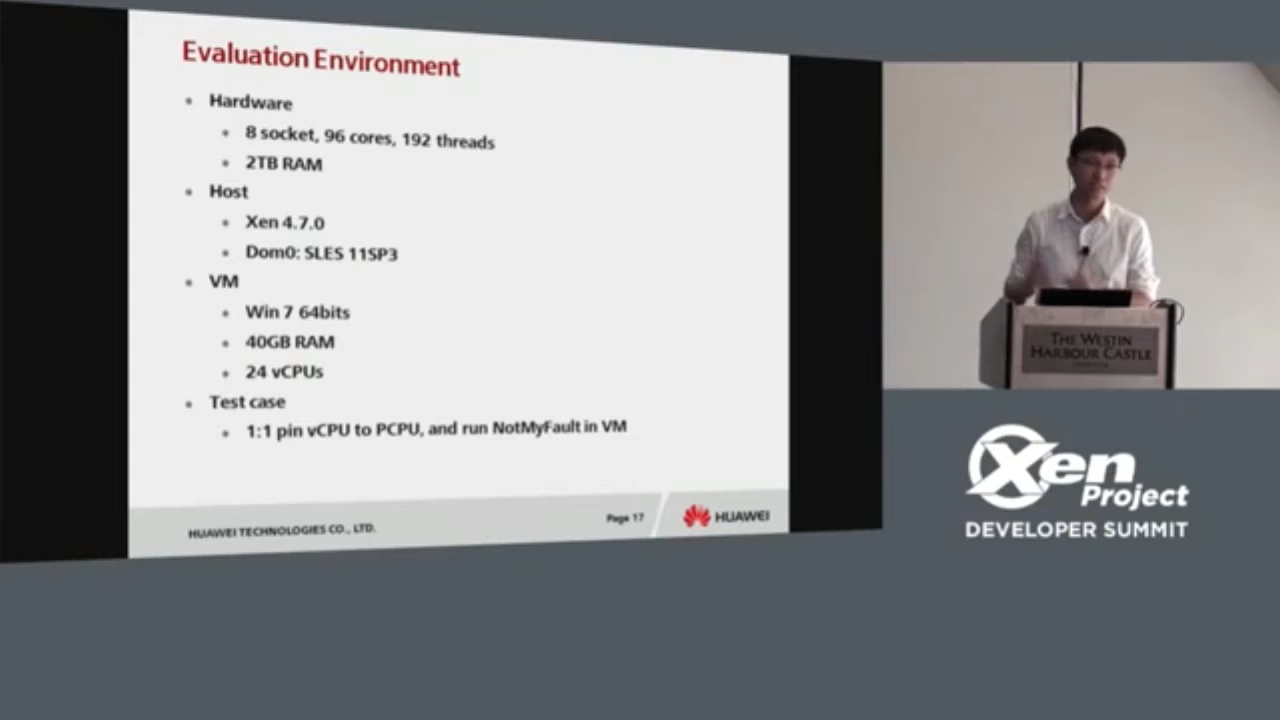 Evaluation Environment
Hardware
8 socket, 96 cores, 192 threads
2TB RAM
Host
Xen 4.7.0
Dom0: SLES 11SP3
VM
Win 7 64bits
40GB RAM
24 vCPUs
Test case
1:1 pin vCPU to PCPU, and run NotMyFault in VM
HUAWEI TECHNOLOGIES CO., LTD.
Page 17
HUAWEI
THE WESTIN
HARBOUR CASTLE
Xen
Project
DEVELOPER SUMMIT